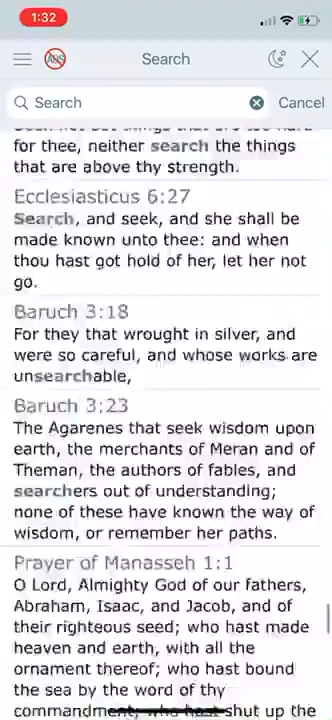 1:32
ADS
Search
Search
Cancel
for thee, neither search the things
that are above thy strength.
Ecclesiasticus 6:27
Search, and seek, and she shall be
made known unto thee: and when
thou hast got hold of her, let her not
go.
Baruch 3:18
For they that wrought in silver, and
were so careful, and whose works are
unsearchable,
Baruch 3:23
The Agarenes that seek wisdom upon
earth, the merchants of Meran and of
Theman, the authors of fables, and
searchers out of understanding;
none of these have known the way of
wisdom, or remember her paths.
Prayer of Manasseh 1:1
O Lord, Almighty God of our fathers,
Abraham, Isaac, and Jacob, and of
their righteous seed; who hast made
heaven and earth, with all the
ornament thereof; who hast bound
the sea by the word of thy
commandment; who hast shut up the